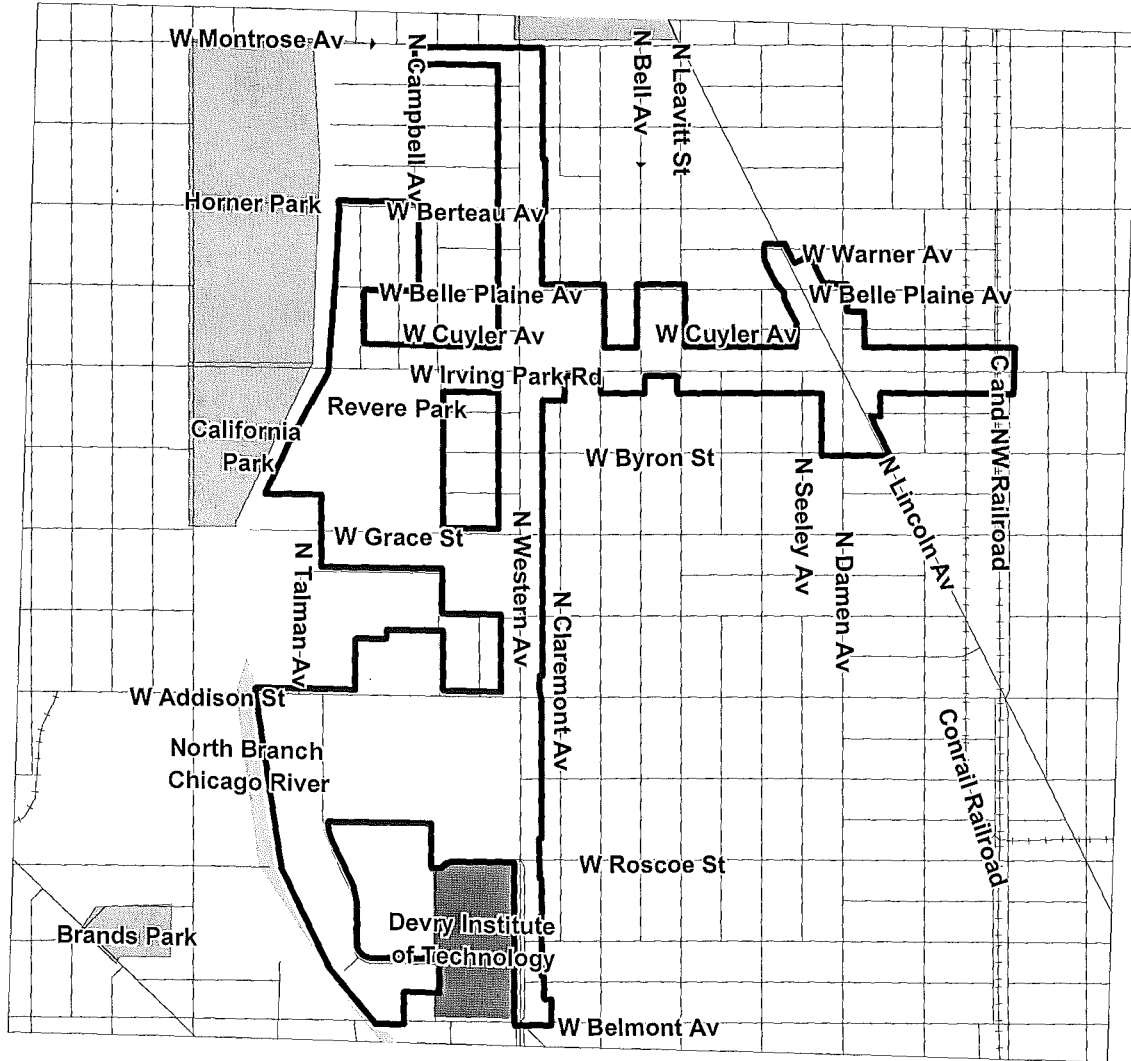 W Montrose Av
N Campbell Av
N Bell Av
N Leavitt St
Horner Park
W Berteau Av
W Warner Av
W Belle Plaine Av
W Belle Plaine Av
W Cuyler Av
W Cuyler Av
W Irving Park Rd
C and NW Railroad
Revere Park
California
Park
W Byron St
N Seeley Av
N Lincoln Av
W Grace St
N Western Av
N Talman Av
N Damen Av
N Claremont Av
W Addison St
North Branch
Chicago River
Conrail Railroad
W Roscoe St
Devry Institute
of Technology
Brands Park
W Belmont Av